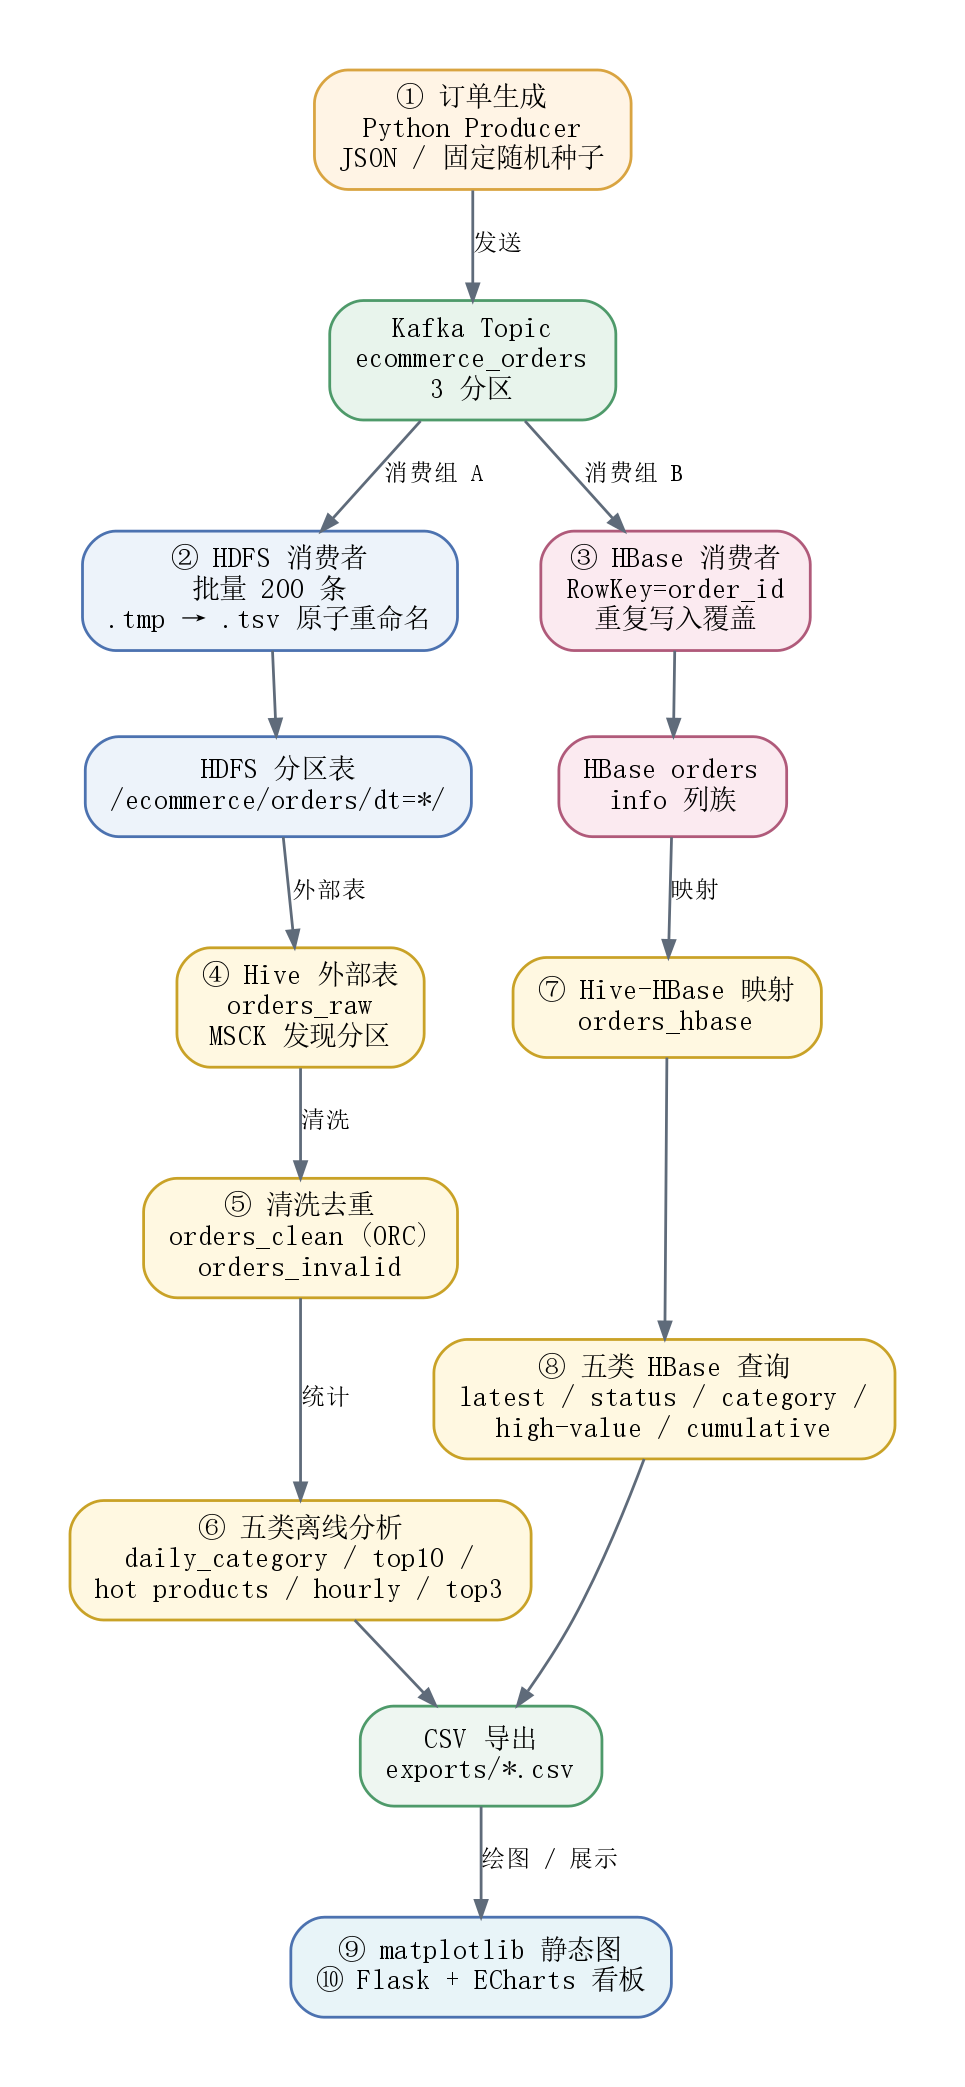 ① 订单生成
Python Producer
JSON / 固定随机种子
发送
Kafka Topic
ecommerce_orders
3 分区
消费组 A
消费组 B
② HDFS 消费者
批量 200 条
.tmp → .tsv 原子重命名
③ HBase 消费者
RowKey=order_id
重复写入覆盖
HDFS 分区表
/ecommerce/orders/dt=*/
HBase orders
info 列族
外部表
映射
④ Hive 外部表
orders_raw
MSCK 发现分区
⑦ Hive-HBase 映射
orders_hbase
清洗
⑤ 清洗去重
orders_clean（ORC）
orders_invalid
统计
⑧ 五类 HBase 查询
latest / status / category /
high-value / cumulative
⑥ 五类离线分析
daily_category / top10 /
hot products / hourly / top3
CSV 导出
exports/*.csv
绘图 / 展示
⑨ matplotlib 静态图
⑩ Flask + ECharts 看板